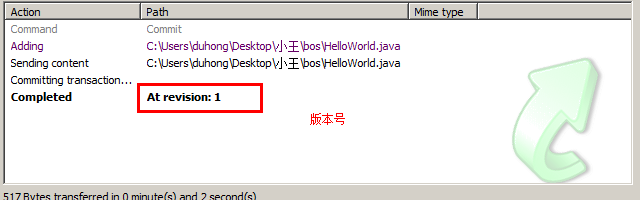 Action Path Mime type
Command Commit
Adding C:\Users\duhong\Desktop\小王\bos\HelloWorld.java
Sending content C:\Users\duhong\Desktop\小王\bos\HelloWorld.java
Committing transaction...
Completed At revision: 1
版本号
517 Bytes transferred in 0 minute(s) and 2 second(s)